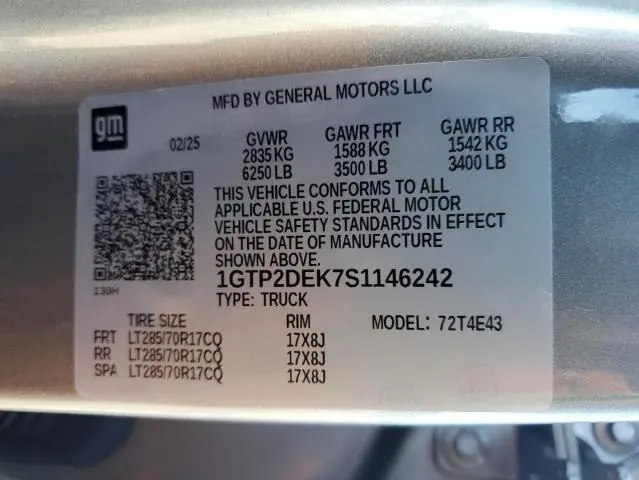 MFD BY GENERAL MOTORS LLC
gm
02/25 GVWR GAWR FRT GAWR RR
2835 KG 1588 KG 1542 KG
6250 LB 3500 LB 3400 LB
THIS VEHICLE CONFORMS TO ALL
APPLICABLE U.S. FEDERAL MOTOR
VEHICLE SAFETY STANDARDS IN EFFECT
ON THE DATE OF MANUFACTURE
SHOWN ABOVE.
139H 1GTP2DEK7S1146242
TYPE: TRUCK
TIRE SIZE RIM MODEL: 72T4E43
FRT LT285/70R17CQ 17X8J
RR LT285/70R17CQ 17X8J
SPA LT285/70R17CQ 17X8J